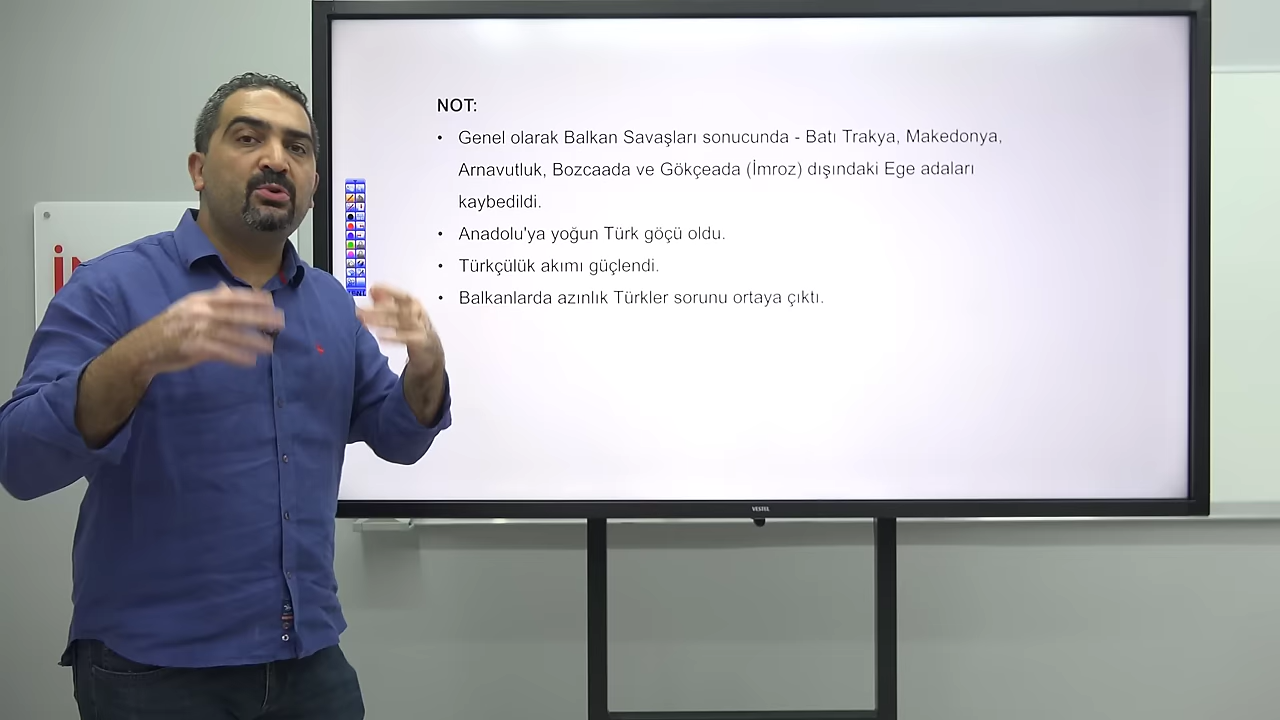 NOT:
• Genel olarak Balkan Savaşları sonucunda - Batı Trakya, Makedonya,
Arnavutluk, Bozcaada ve Gökçeada (İmroz) dışındaki Ege adaları
kaybedildi.
• Anadolu'ya yoğun Türk göçü oldu.
• Türkçülük akımı güçlendi.
• Balkanlarda azınlık Türkler sorunu ortaya çıktı.
VESTEL